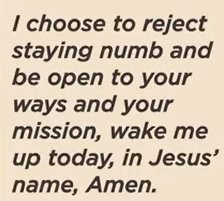 I choose to reject
staying numb and
be open to your
ways and your
mission, wake me
up today, in Jesus'
name, Amen.